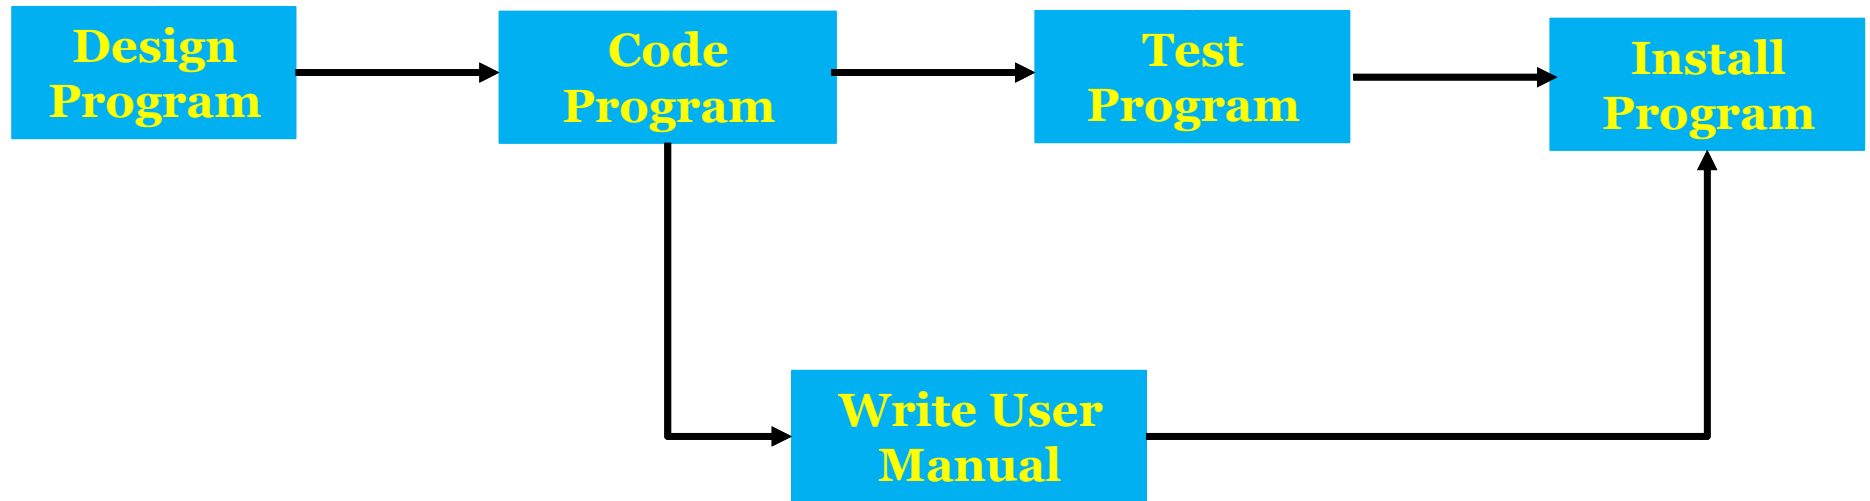 Design
Program
Code
Program
Test
Program
Install
Program
Write User
Manual